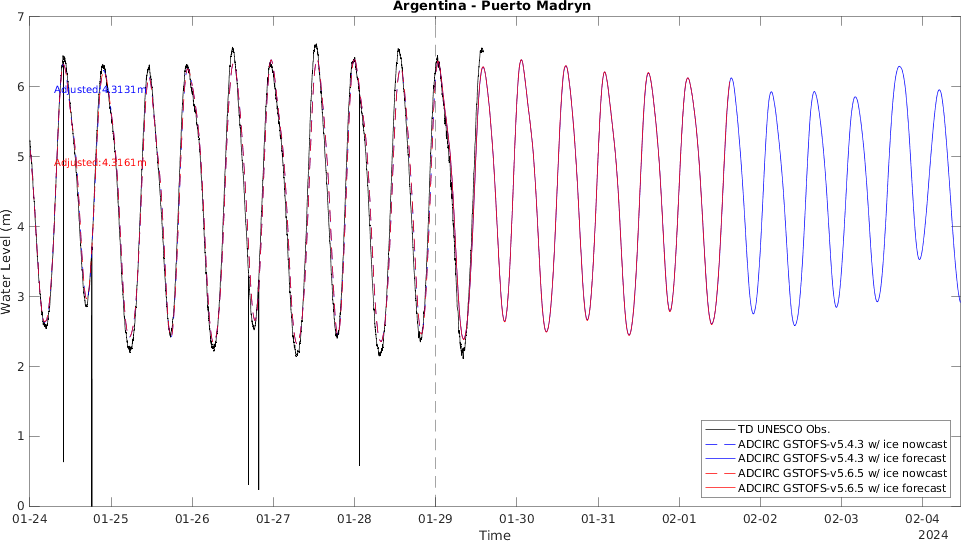 Argentina - Puerto Madryn
7
6
5
4
3
2
1
0
Water Level (m)
Adjusted:4.3131m
Adjusted:4.3161m
TD UNESCO Obs.
ADCIRC GSTOFS-v5.4.3 w/ ice nowcast
ADCIRC GSTOFS-v5.4.3 w/ ice forecast
ADCIRC GSTOFS-v5.6.5 w/ ice nowcast
ADCIRC GSTOFS-v5.6.5 w/ ice forecast
01-24 01-25 01-26 01-27 01-28 01-29 01-30 01-31 02-01 02-02 02-03 02-04
Time
2024